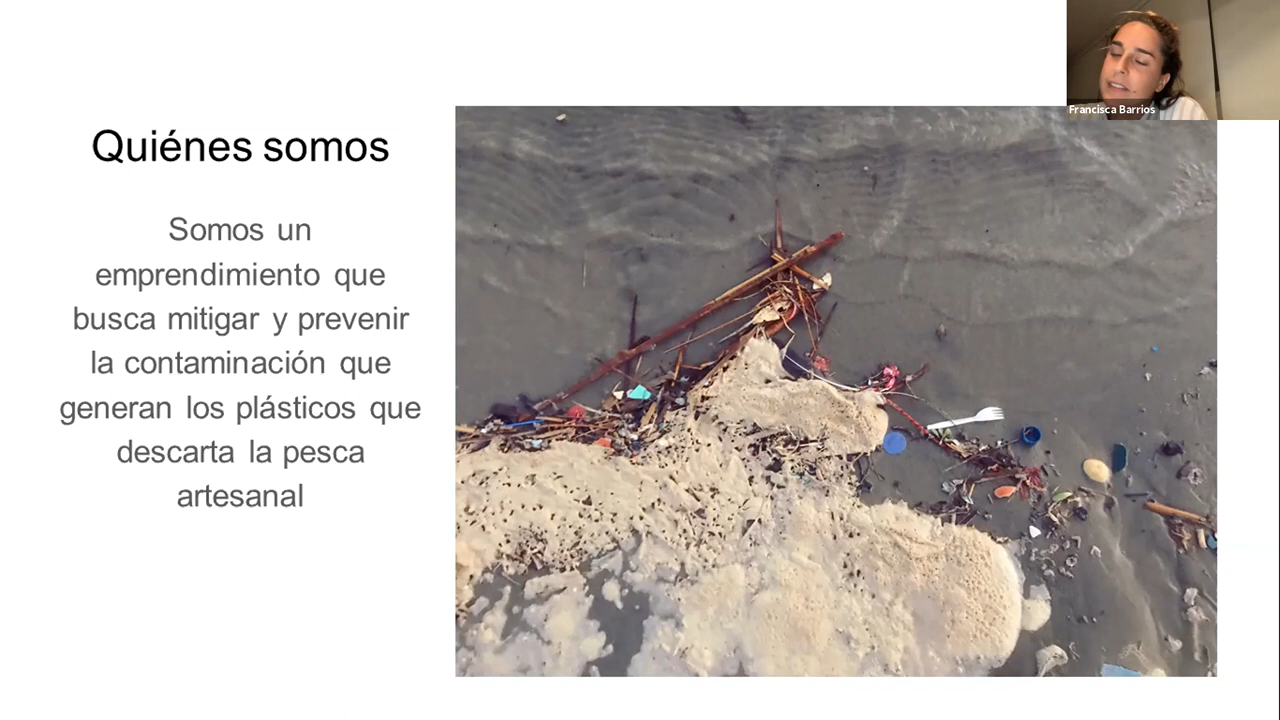 Quiénes somos
Somos un
emprendimiento que
busca mitigar y prevenir
la contaminación que
generan los plásticos que
descarta la pesca
artesanal
Francisca Barrios